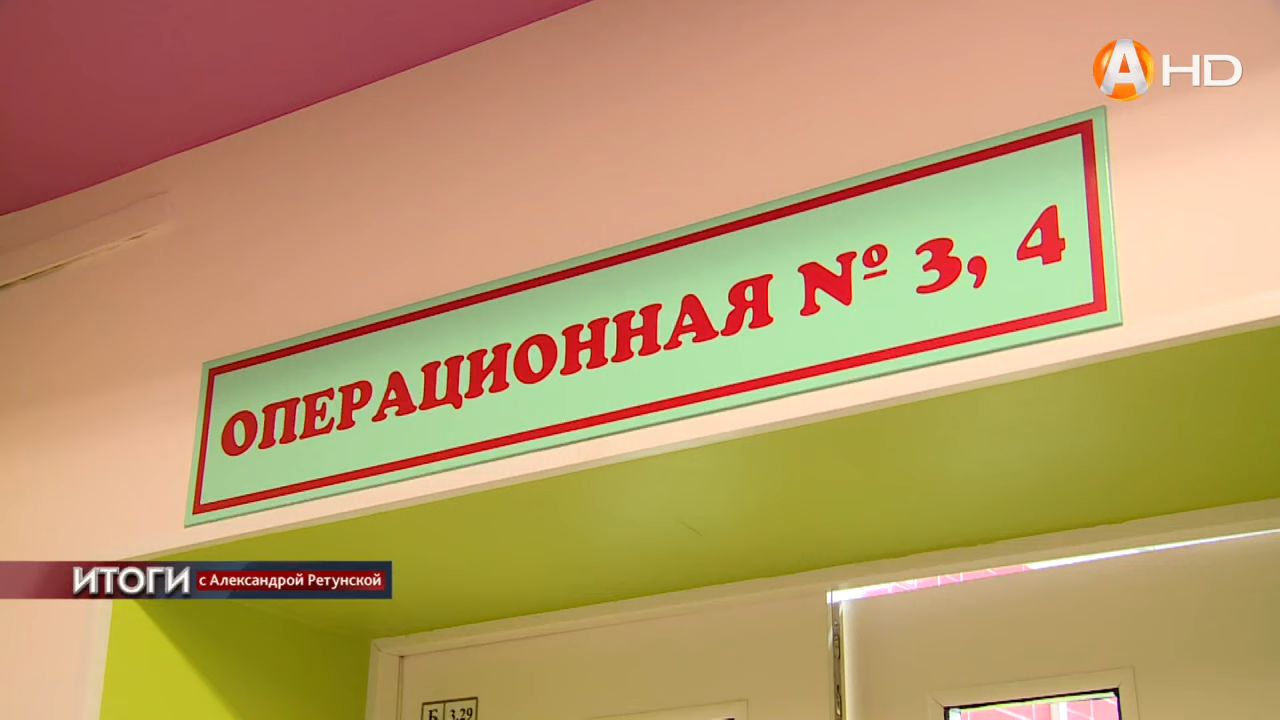 А HD
ОПЕРАЦИОННАЯ № 3, 4
ИТОГИ с Александрой Ретунской
Б 3.29